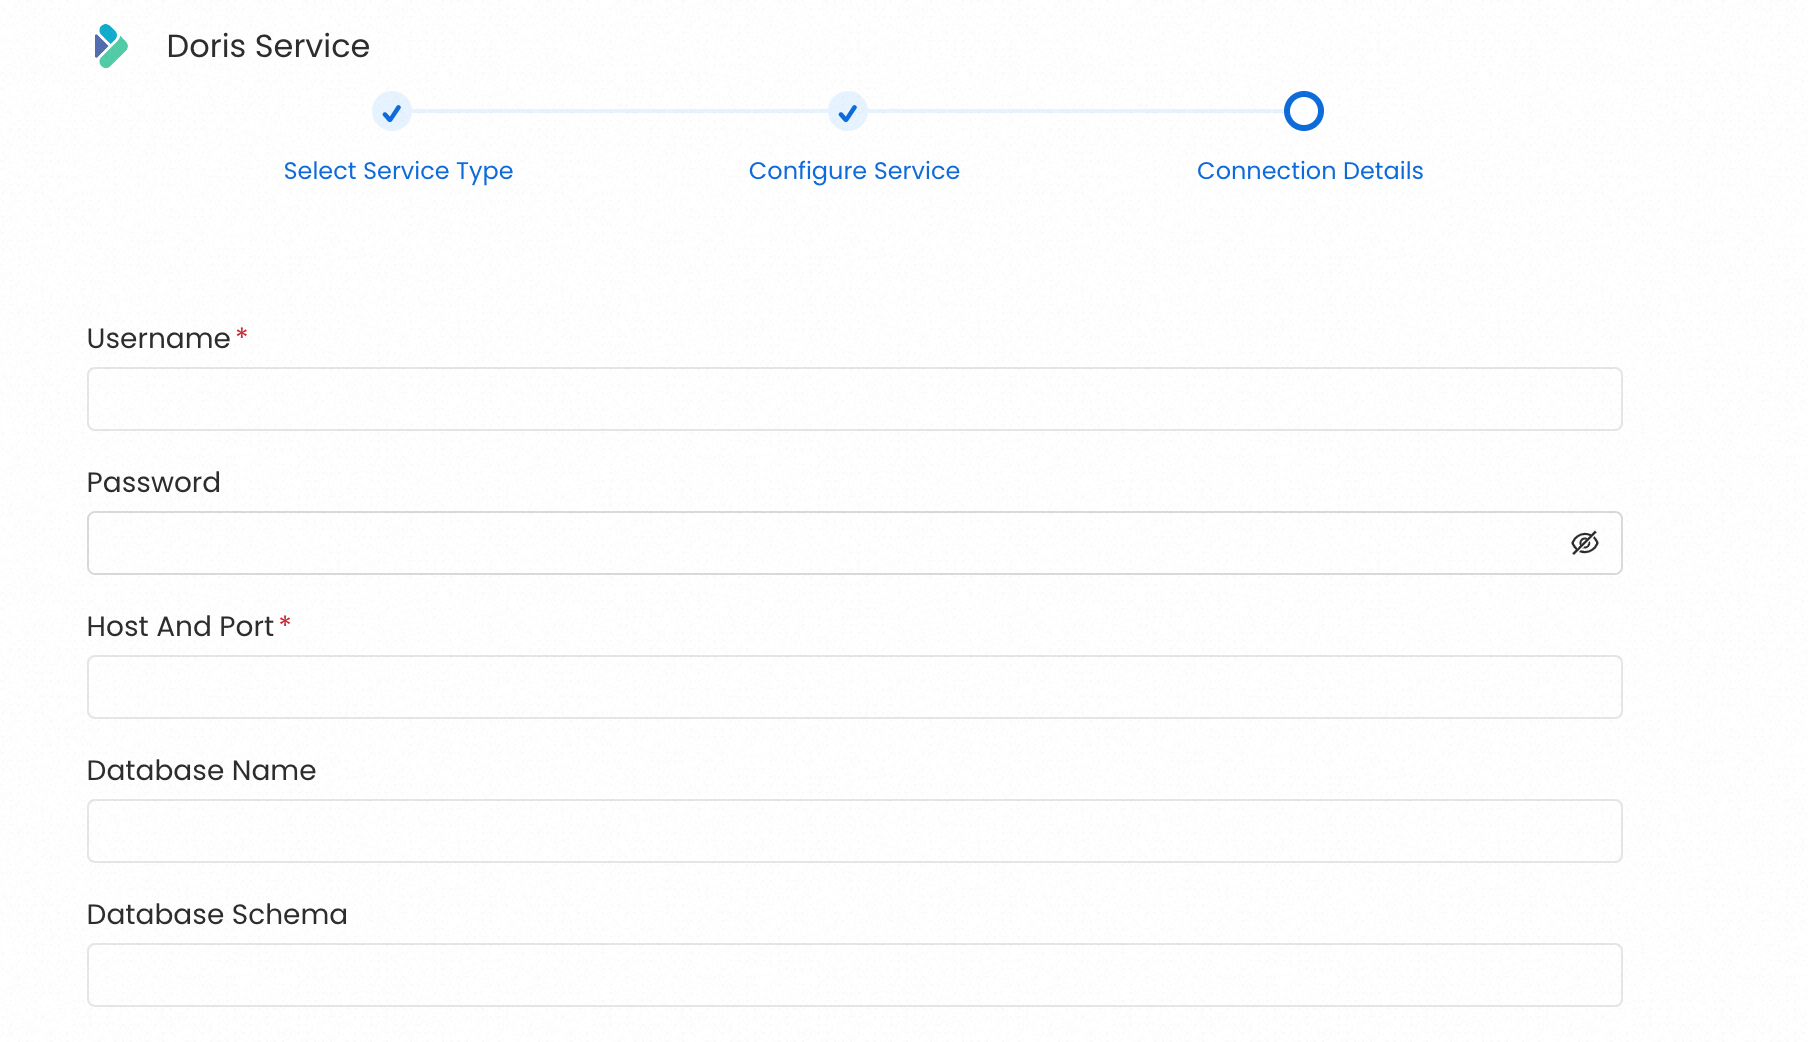 Doris Service
Select Service Type
Configure Service
Connection Details
Username*
Password
Host And Port*
Database Name
Database Schema